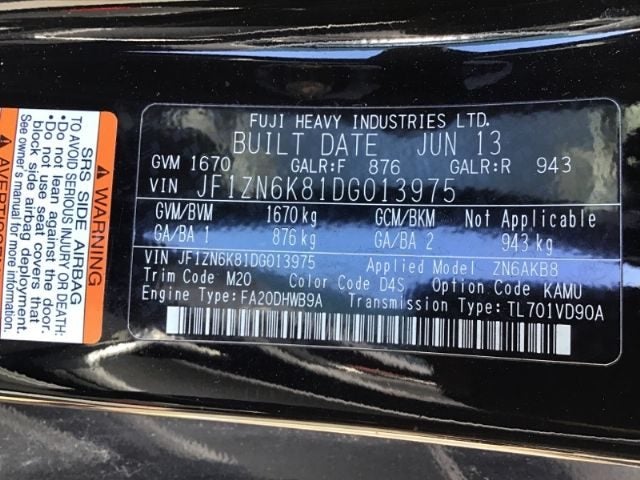 FUJI HEAVY INDUSTRIES LTD.
BUILT DATE JUN 13
GVM 1670 GALR:F 876 GALR:R 943
VIN JF1ZN6K81DG013975
GVM/BVM 1670 kg GCM/BKM Not Applicable
GA/BA 1 876 kg GA/BA 2 943 kg
VIN JF1ZN6K81DG013975 Applied Model ZN6AKB8
Trim Code M20 Color Code D4S Option Code KAMU
Engine Type:FA20DHWB9A Transmission Type:TL701VD90A
WARNING
SRS SIDE AIRBAG
TO AVOID SERIOUS INJURY OR DEATH:
•Do not lean against the door.
•Do not use seat covers that
block side airbag deployment.
See owner's manual for more information.